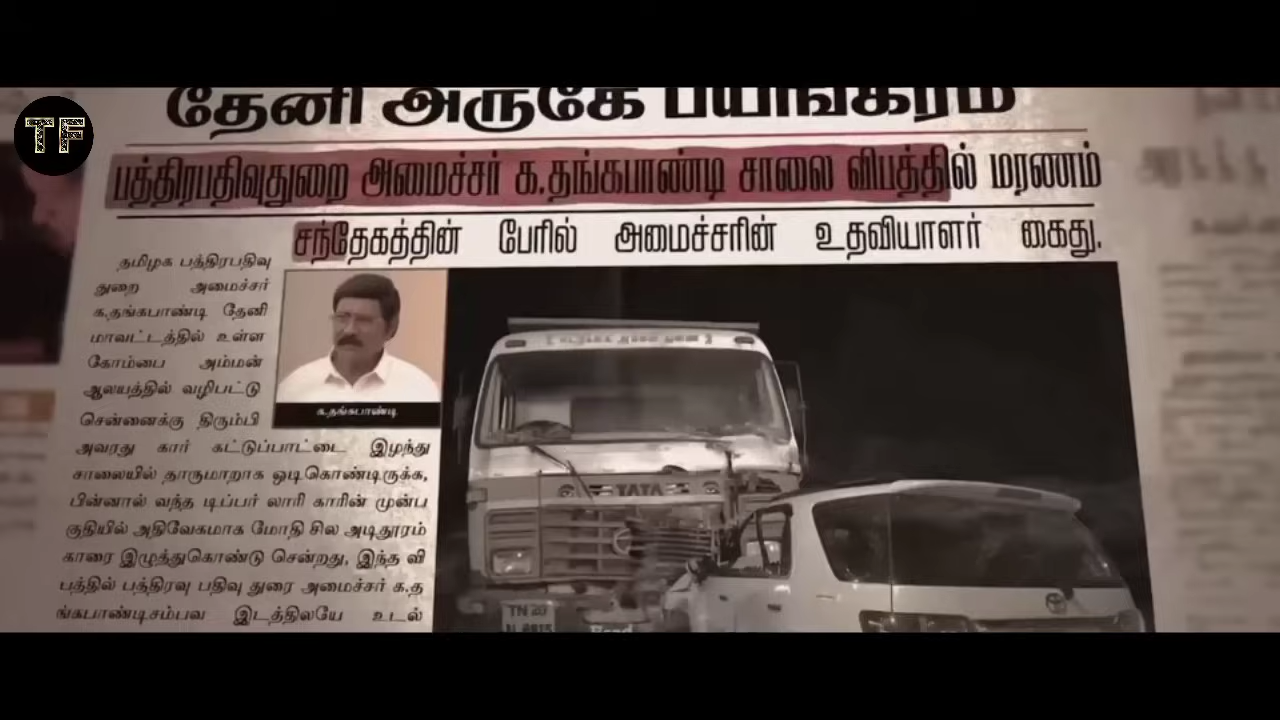 TF
தேனி அருகே பயங்கரம்
பத்திரபதிவுதுறை அமைச்சர் க.தங்கபாண்டி சாலை விபத்தில் மரணம்
சந்தேகத்தின் பேரில் அமைச்சரின் உதவியாளர் கைது.
தமிழக பத்திரபதிவு
துறை அமைச்சர்
க.தங்கபாண்டி தேனி
மாவட்டத்தில் உள்ள
கோம்பை அம்மன்
ஆலயத்தில் வழிபட்டு
சென்னைக்கு திரும்பி
அவரது கார் கட்டுப்பாட்டை இழந்து
சாலையில் தாருமாறாக ஒடிகொண்டிருக்க,
பின்னால் வந்த டிப்பர் லாரி காரின் முன்ப
குதியில் அதிவேகமாக மோதி சில அடிதூரம்
காரை இழுத்துகொண்டு சென்றது, இந்த வி
பத்தில் பத்திரவு பதிவு துரை அமைச்சர் க.த
ங்கபாண்டி.சம்பவ இடத்திலயே உடல்
க.தங்கபாண்டி
TATA
TN 20